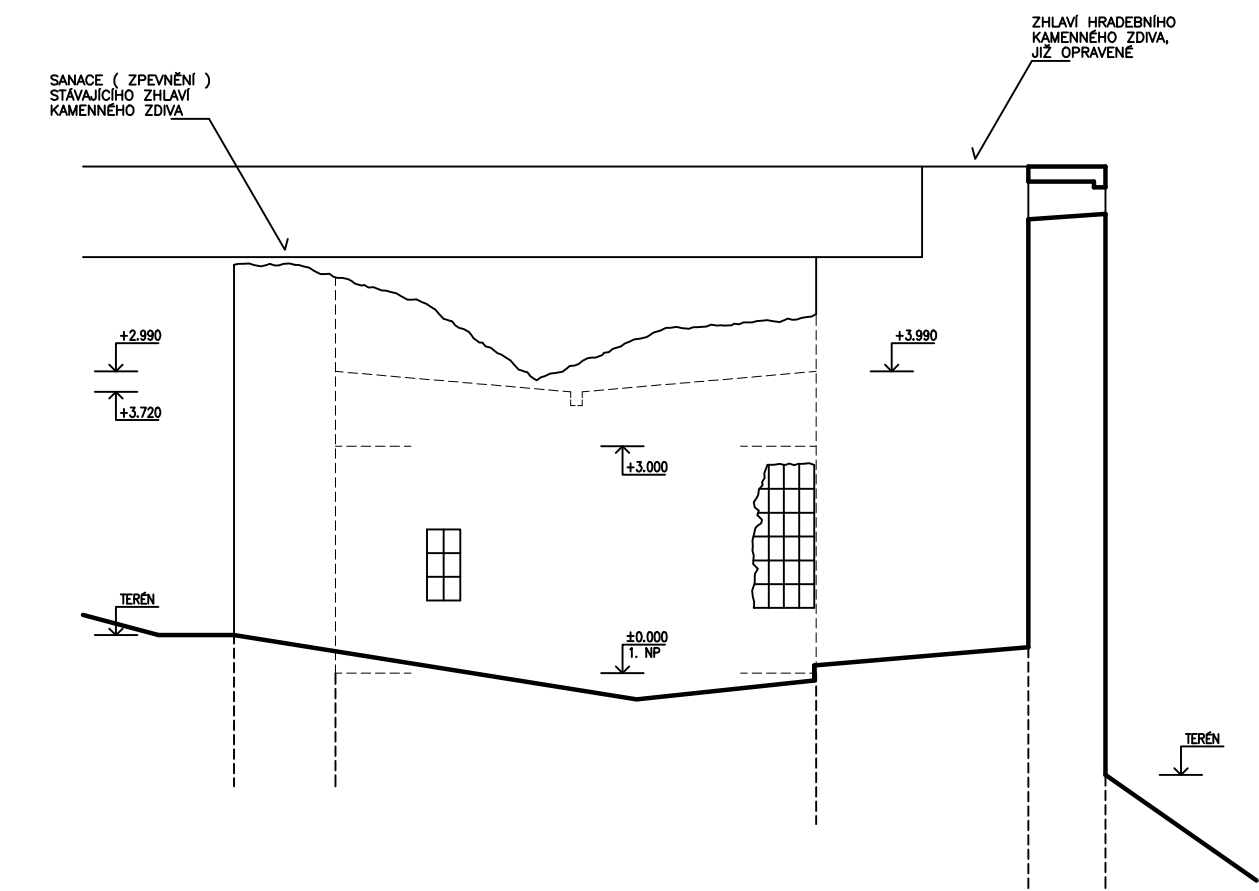 ZHLAVÍ HRADEBNÍHO
KAMENNÉHO ZDIVA,
JIŽ OPRAVENÉ
SANACE ( ZPEVNĚNÍ )
STÁVAJÍCÍHO ZHLAVÍ
KAMENNÉHO ZDIVA
+2.990
+3.990
+3.720
+3.000
TERÉN
±0.000
1. NP
TERÉN